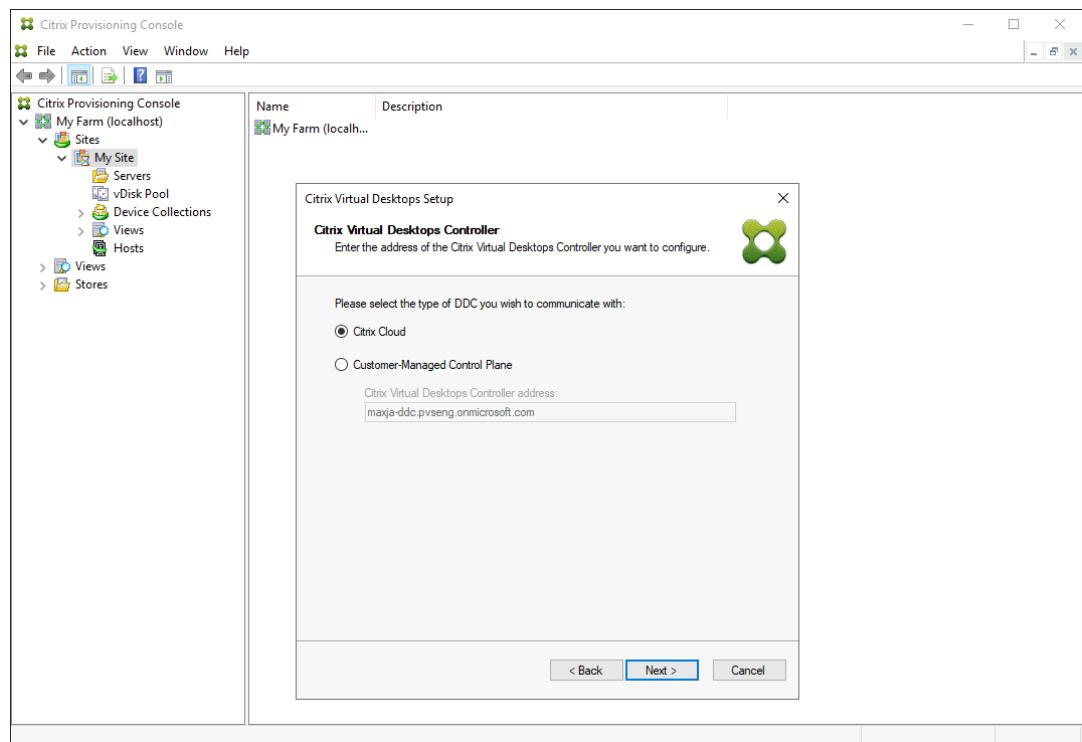 Citrix Provisioning Console
File Action View Window Help
Citrix Provisioning Console
My Farm (localhost)
Sites
My Site
Servers
vDisk Pool
Device Collections
Views
Hosts
Views
Stores
Name Description
My Farm (localh...
Citrix Virtual Desktops Setup
Citrix Virtual Desktops Controller
Enter the address of the Citrix Virtual Desktops Controller you want to configure.
Please select the type of DDC you wish to communicate with:
Citrix Cloud
Customer-Managed Control Plane
Citrix Virtual Desktops Controller address:
maxja-ddc.pvseng.onmicrosoft.com
< Back Next > Cancel